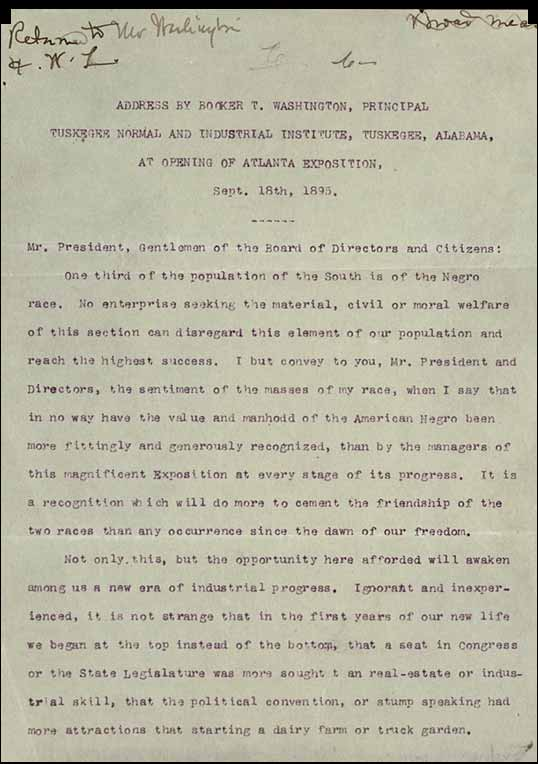 Return to Mr Washington
ADDRESS BY BOOKER T. WASHINGTON, PRINCIPAL
TUSKEGEE NORMAL AND INDUSTRIAL INSTITUTE, TUSKEGEE, ALABAMA,
AT OPENING OF ATLANTA EXPOSITION,
Sept. 18th, 1895.
------
Mr. President, Gentlemen of the Board of Directors and Citizens:
One third of the population of the South is of the Negro
race. No enterprise seeking the material, civil or moral welfare
of this section can disregard this element of our population and
reach the highest success. I but convey to you, Mr. President and
Directors, the sentiment of the masses of my race, when I say that
in no way have the value and manhodd of the American Negro been
more fittingly and generously recognized, than by the managers of
this magnificent Exposition at every stage of its progress. It is
a recognition which will do more to cement the friendship of the
two races than any occurrence since the dawn of our freedom.
Not only.this, but the opportunity here afforded will awaken
among us a new era of industrial progress. Ignorant and inexper-
ienced, it is not strange that in the first years of our new life
we began at the top instead of the bottom, that a seat in Congress
or the State Legislature was more sought t an real-estate or indus-
trial skill, that the political convention, or stump speaking had
more attractions that starting a dairy farm or truck garden.